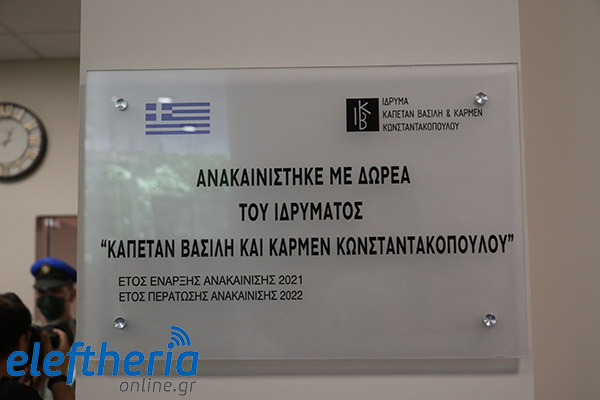 ΙΔΡΥΜΑ
ΚΑΠΕΤΑΝ ΒΑΣΙΛΗ & ΚΑΡΜΕΝ
ΚΩΝΣΤΑΝΤΑΚΟΠΟΥΛΟΥ
ΙΚΒ
ΑΝΑΚΑΙΝΙΣΤΗΚΕ ΜΕ ΔΩΡΕΑ
ΤΟΥ ΙΔΡΥΜΑΤΟΣ
“ΚΑΠΕΤΑΝ ΒΑΣΙΛΗ ΚΑΙ ΚΑΡΜΕΝ ΚΩΝΣΤΑΝΤΑΚΟΠΟΥΛΟΥ”
ΕΤΟΣ ΕΝΑΡΞΗΣ ΑΝΑΚΑΙΝΙΣΗΣ 2021
ΕΤΟΣ ΠΕΡΑΤΩΣΗΣ ΑΝΑΚΑΙΝΙΣΗΣ 2022
eleftheria
online.gr